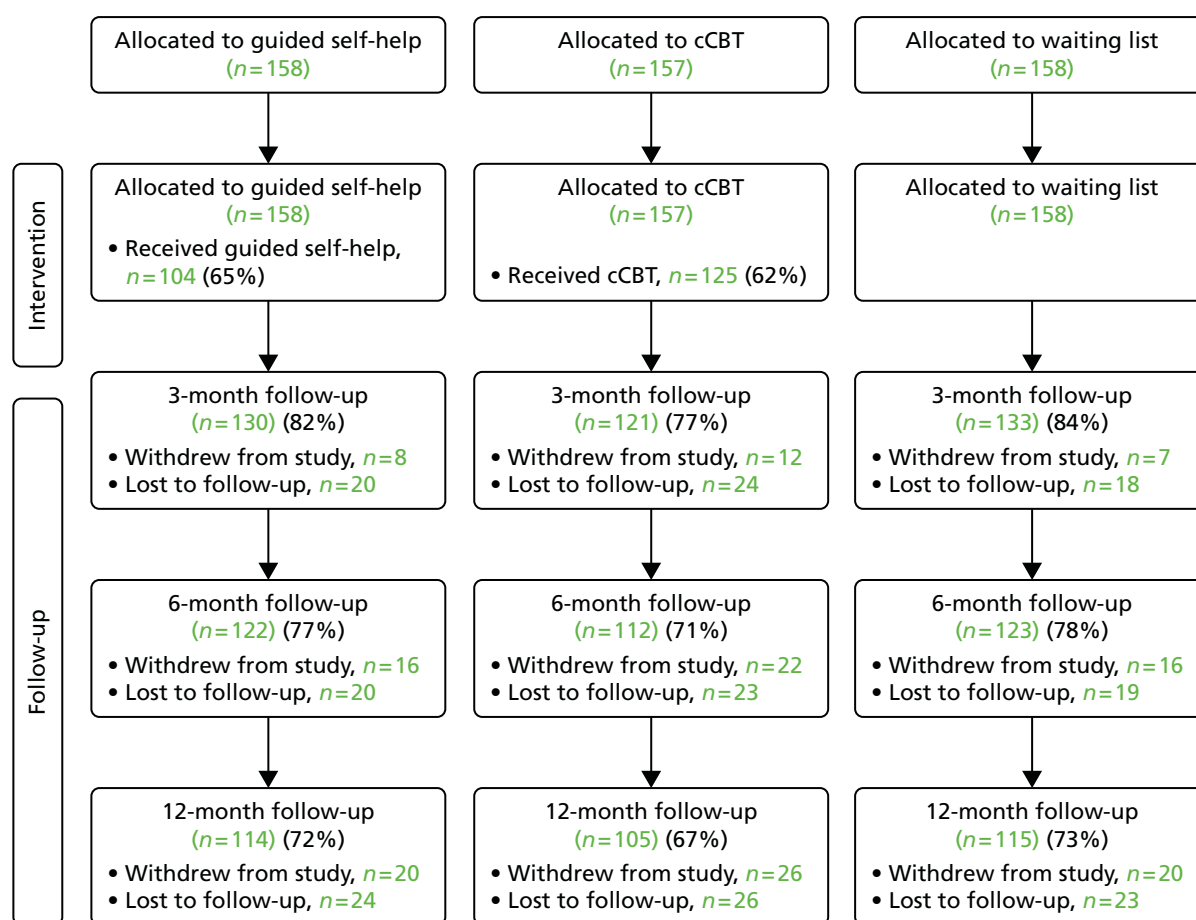 Allocated to guided self-help
(n=158)
Allocated to cCBT
(n=157)
Allocated to waiting list
(n=158)
Intervention
Allocated to guided self-help
(n=158)
• Received guided self-help,
n=104 (65%)
Allocated to cCBT
(n=157)
• Received cCBT, n=125 (62%)
Allocated to waiting list
(n=158)
Follow-up
3-month follow-up
(n=130) (82%)
• Withdrew from study, n=8
• Lost to follow-up, n=20
3-month follow-up
(n=121) (77%)
• Withdrew from study, n=12
• Lost to follow-up, n=24
3-month follow-up
(n=133) (84%)
• Withdrew from study, n=7
• Lost to follow-up, n=18
6-month follow-up
(n=122) (77%)
• Withdrew from study, n=16
• Lost to follow-up, n=20
6-month follow-up
(n=112) (71%)
• Withdrew from study, n=22
• Lost to follow-up, n=23
6-month follow-up
(n=123) (78%)
• Withdrew from study, n=16
• Lost to follow-up, n=19
12-month follow-up
(n=114) (72%)
• Withdrew from study, n=20
• Lost to follow-up, n=24
12-month follow-up
(n=105) (67%)
• Withdrew from study, n=26
• Lost to follow-up, n=26
12-month follow-up
(n=115) (73%)
• Withdrew from study, n=20
• Lost to follow-up, n=23